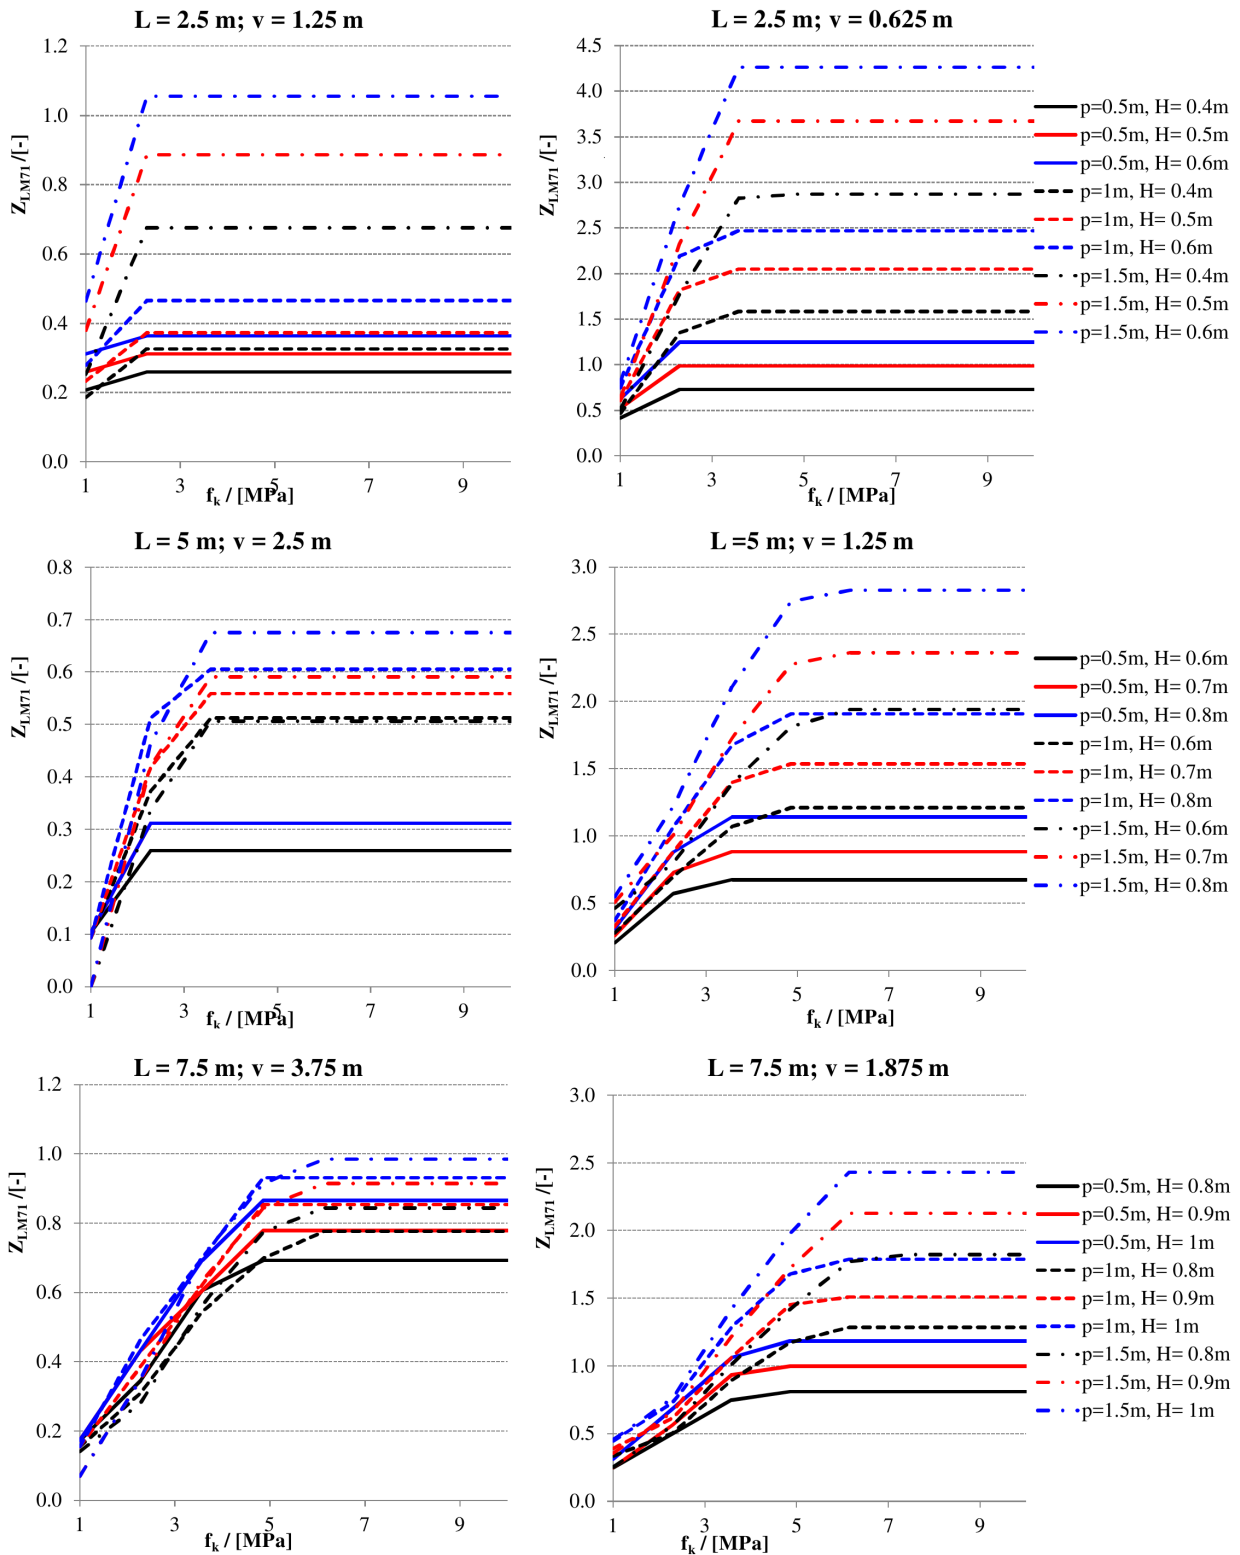 L = 2.5 m; v = 1.25 m
1.2
1.0
0.8
0.6
0.4
0.2
0.0
Z_LM71 /[-]
1 3 5 7 9
f_k / [MPa]
L = 2.5 m; v = 0.625 m
4.5
4.0
3.5
3.0
2.5
2.0
1.5
1.0
0.5
0.0
Z_LM71 /[-]
1 3 5 7 9
f_k / [MPa]
p=0.5m, H= 0.4m
p=0.5m, H= 0.5m
p=0.5m, H= 0.6m
p=1m, H= 0.4m
p=1m, H= 0.5m
p=1m, H= 0.6m
p=1.5m, H= 0.4m
p=1.5m, H= 0.5m
p=1.5m, H= 0.6m
L = 5 m; v = 2.5 m
0.8
0.7
0.6
0.5
0.4
0.3
0.2
0.1
0.0
Z_LM71 /[-]
1 3 5 7 9
f_k / [MPa]
L =5 m; v = 1.25 m
3.0
2.5
2.0
1.5
1.0
0.5
0.0
Z_LM71 /[-]
1 3 5 7 9
f_k / [MPa]
p=0.5m, H= 0.6m
p=0.5m, H= 0.7m
p=0.5m, H= 0.8m
p=1m, H= 0.6m
p=1m, H= 0.7m
p=1m, H= 0.8m
p=1.5m, H= 0.6m
p=1.5m, H= 0.7m
p=1.5m, H= 0.8m
L = 7.5 m; v = 3.75 m
1.2
1.0
0.8
0.6
0.4
0.2
0.0
Z_LM71 /[-]
1 3 5 7 9
f_k / [MPa]
L = 7.5 m; v = 1.875 m
3.0
2.5
2.0
1.5
1.0
0.5
0.0
Z_LM71 /[-]
1 3 5 7 9
f_k / [MPa]
p=0.5m, H= 0.8m
p=0.5m, H= 0.9m
p=0.5m, H= 1m
p=1m, H= 0.8m
p=1m, H= 0.9m
p=1m, H= 1m
p=1.5m, H= 0.8m
p=1.5m, H= 0.9m
p=1.5m, H= 1m